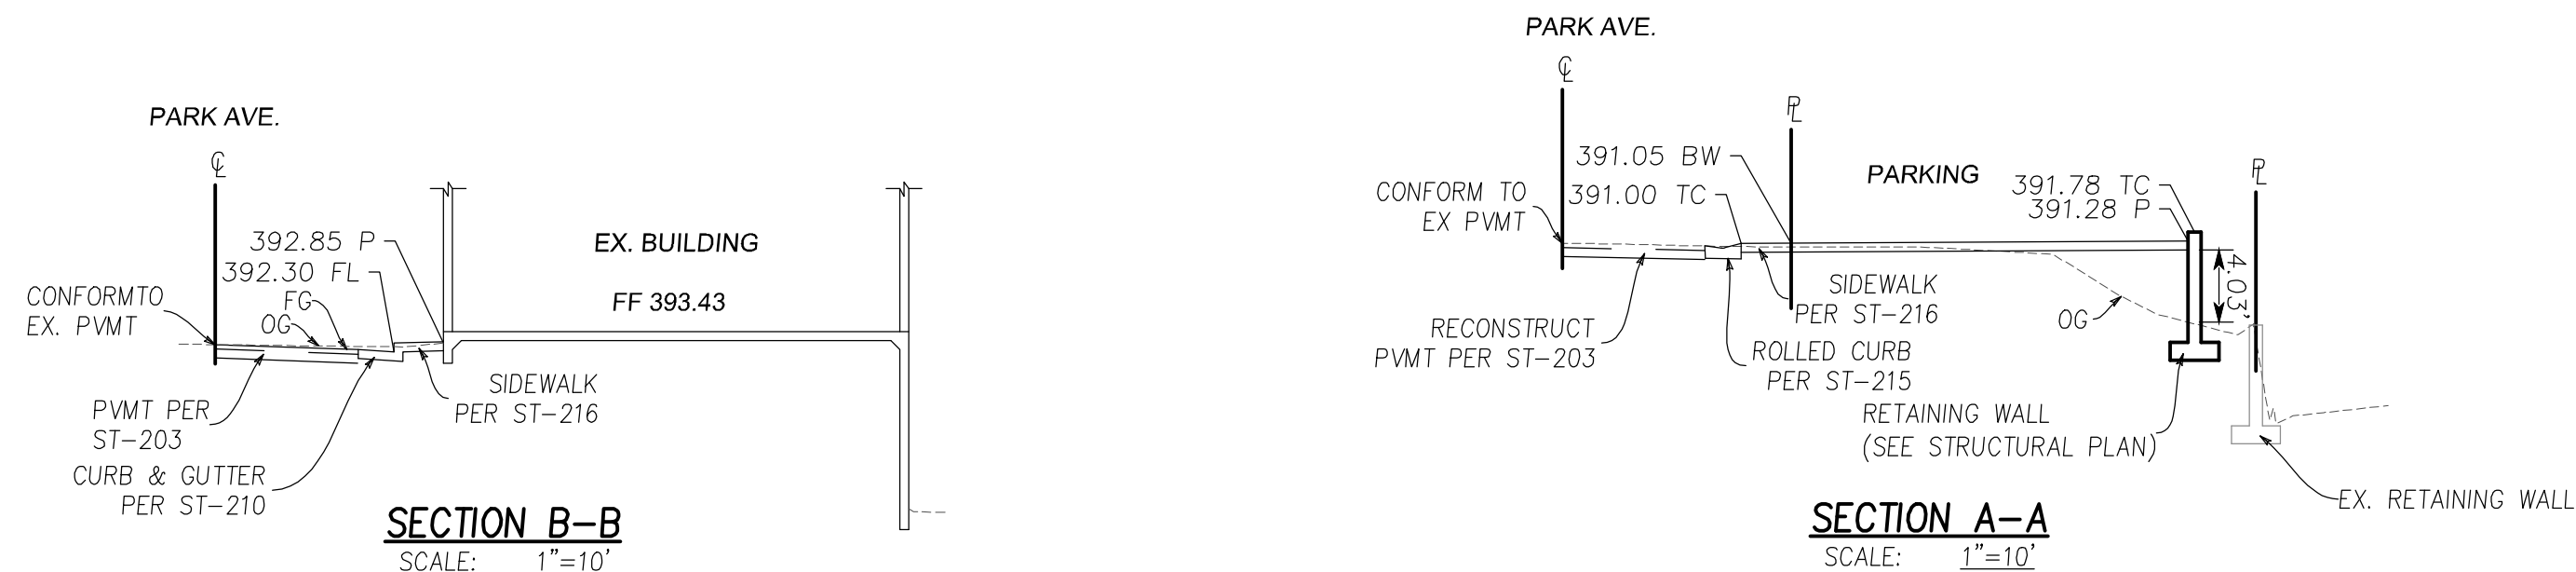 PARK AVE.
℄
392.85 P
392.30 FL
FG
OG
CONFORMTO
EX. PVMT
EX. BUILDING
FF 393.43
PVMT PER
ST-203
CURB & GUTTER
PER ST-210
SIDEWALK
PER ST-216
SECTION B-B
SCALE: 1"=10'
PARK AVE.
℄
PL
391.05 BW
391.00 TC
CONFORM TO
EX PVMT
PARKING
391.78 TC
391.28 P
PL
4.03'
SIDEWALK
PER ST-216
OG
RECONSTRUCT
PVMT PER ST-203
ROLLED CURB
PER ST-215
RETAINING WALL
(SEE STRUCTURAL PLAN)
EX. RETAINING WALL
SECTION A-A
SCALE: 1"=10'